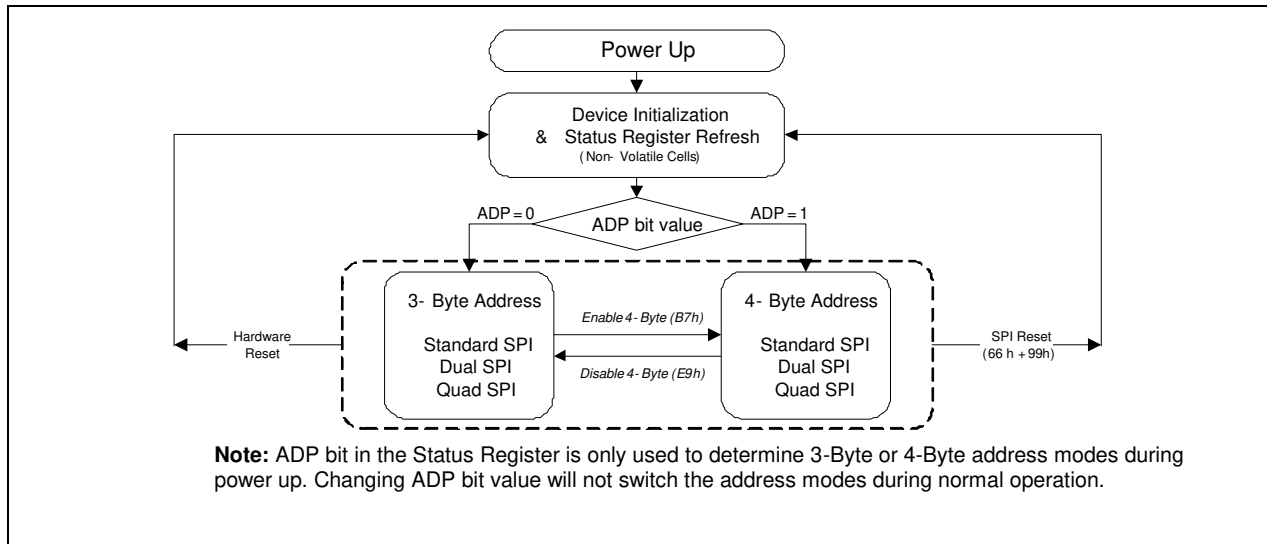 Power Up
Device Initialization
& Status Register Refresh
( Non- Volatile Cells)
ADP = 0
ADP bit value
ADP = 1
3- Byte Address
Standard SPI
Dual SPI
Quad SPI
Enable 4- Byte (B7h)
Disable 4- Byte (E9h)
4- Byte Address
Standard SPI
Dual SPI
Quad SPI
Hardware
Reset
SPI Reset
(66 h + 99h)
Note: ADP bit in the Status Register is only used to determine 3-Byte or 4-Byte address modes during
power up. Changing ADP bit value will not switch the address modes during normal operation.